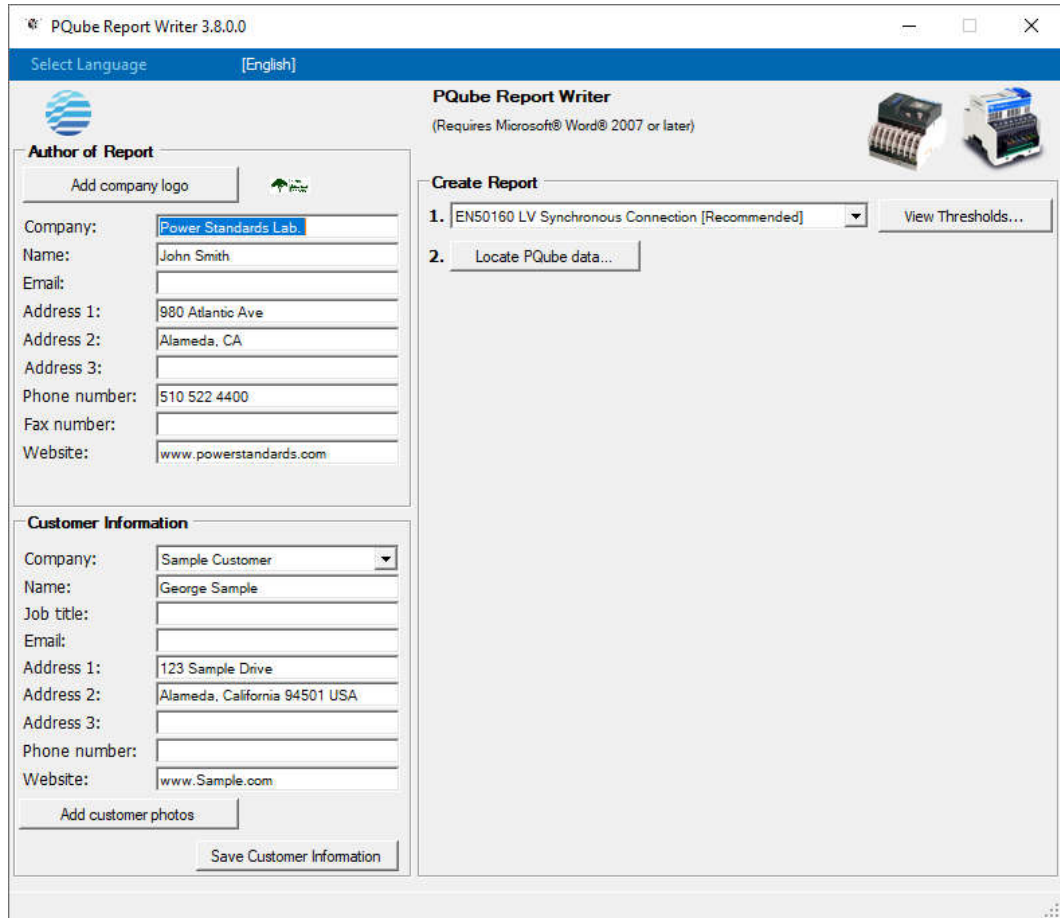 PQube Report Writer 3.8.0.0
Select Language [English]
PQube Report Writer
(Requires Microsoft® Word® 2007 or later)
Author of Report
Add company logo
Company: Power Standards Lab.
Name: John Smith
Email:
Address 1: 980 Atlantic Ave
Address 2: Alameda, CA
Address 3:
Phone number: 510 522 4400
Fax number:
Website: www.powerstandards.com
Customer Information
Company: Sample Customer
Name: George Sample
Job title:
Email:
Address 1: 123 Sample Drive
Address 2: Alameda, California 94501 USA
Address 3:
Phone number:
Website: www.Sample.com
Add customer photos
Save Customer Information
Create Report
1. EN50160 LV Synchronous Connection [Recommended] View Thresholds...
2. Locate PQube data...